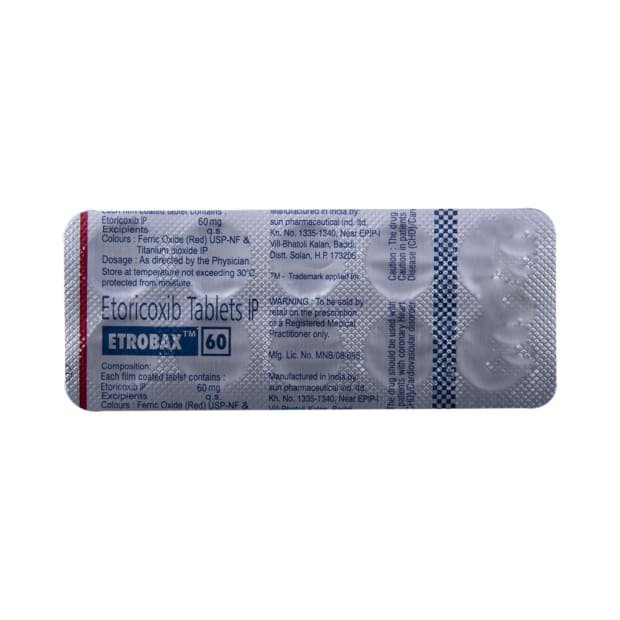 Each film coated tablet contains :
Etoricoxib IP 60 mg
Excipients q.s.
Colours : Ferric Oxide (Red) USP-NF &
Titanium dioxide IP
Dosage : As directed by the Physician.
Store at temperature not exceeding 30°C,
protected from moisture.
Etoricoxib Tablets IP
ETROBAX™ 60
Composition:
Each film coated tablet contains :
Etoricoxib IP 60 mg
Excipients q.s.
Colours : Ferric Oxide (Red) USP-NF &
Manufactured in India by:
sun pharmaceutical ind. ltd.
Kh. No. 1335-1340, Near EPIP-I
Vill-Bhatoli Kalan, Baddi,
Distt. Solan, H.P. 173205
TM - Trademark applied for
WARNING : To be sold by
retail on the prescription
of a Registered Medical
Practitioner only.
Mfg. Lic. No. MNB/08/
Manufactured in India by:
sun pharmaceutical ind. ltd.
Kh. No. 1335-1340, Near EPIP-I
Vill-Bhatoli Kalan, Baddi,
Caution : The drug
Caution in patients
Disease (CHD)/Card
The drug should be used with
patients with coronary Heart
(CHD)/Cardiovascular disorder